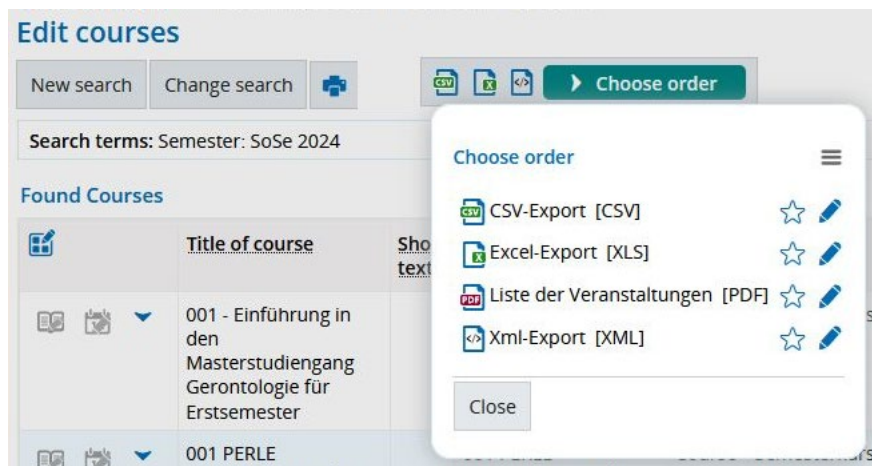 Edit courses
New search Change search Choose order
Search terms: Semester: SoSe 2024
Choose order
CSV-Export [CSV]
Excel-Export [XLS]
Liste der Veranstaltungen [PDF]
Xml-Export [XML]
Close
Found Courses
Title of course
001 - Einführung in
den
Masterstudiengang
Gerontologie für
Erstsemester
001 PERLE